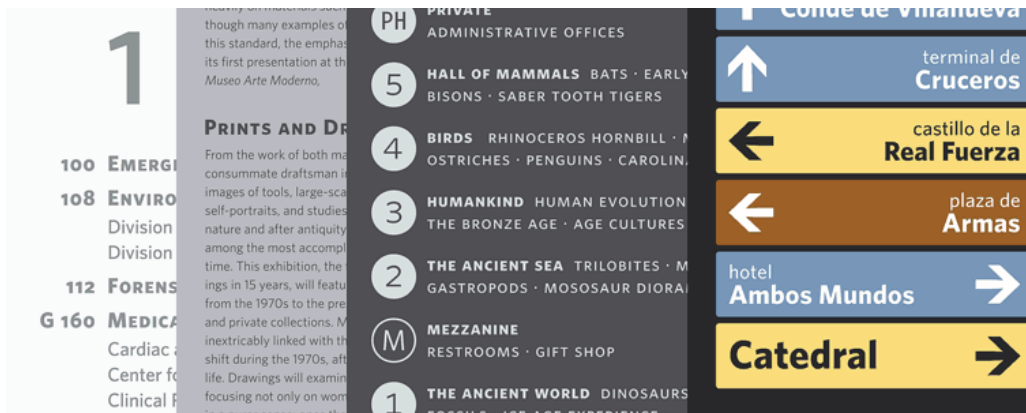 1
100 EMERG
108 ENVIRO
Division
Division
112 FORENS
G 160 MEDICA
Cardiac
Center fo
Clinical
though many examples of
this standard, the emphas
its first presentation at th
Museo Arte Moderno,
PRINTS AND DR
From the work of both ma
consummate draftsman i
images of tools, large-sca
self-portraits, and studies
nature and after antiquity
among the most accompl
time. This exhibition, the
ings in 15 years, will featu
from the 1970s to the pre
and private collections. M
inextricably linked with th
shift during the 1970s, aft
life. Drawings will examin
focusing not only on wom
PH PRIVATE
ADMINISTRATIVE OFFICES
5 HALL OF MAMMALS BATS · EARLY
BISONS · SABER TOOTH TIGERS
4 BIRDS RHINOCEROS HORNBILL ·
OSTRICHES · PENGUINS · CAROLINA
3 HUMANKIND HUMAN EVOLUTION
THE BRONZE AGE · AGE CULTURES
2 THE ANCIENT SEA TRILOBITES · M
GASTROPODS · MOSOSAUR DIORA
M MEZZANINE
RESTROOMS · GIFT SHOP
1 THE ANCIENT WORLD DINOSAURS
FOSSILS · ICE AGE EXPERIENCE
Conde de Villanueva
terminal de
Cruceros
castillo de la
Real Fuerza
plaza de
Armas
hotel
Ambos Mundos
Catedral